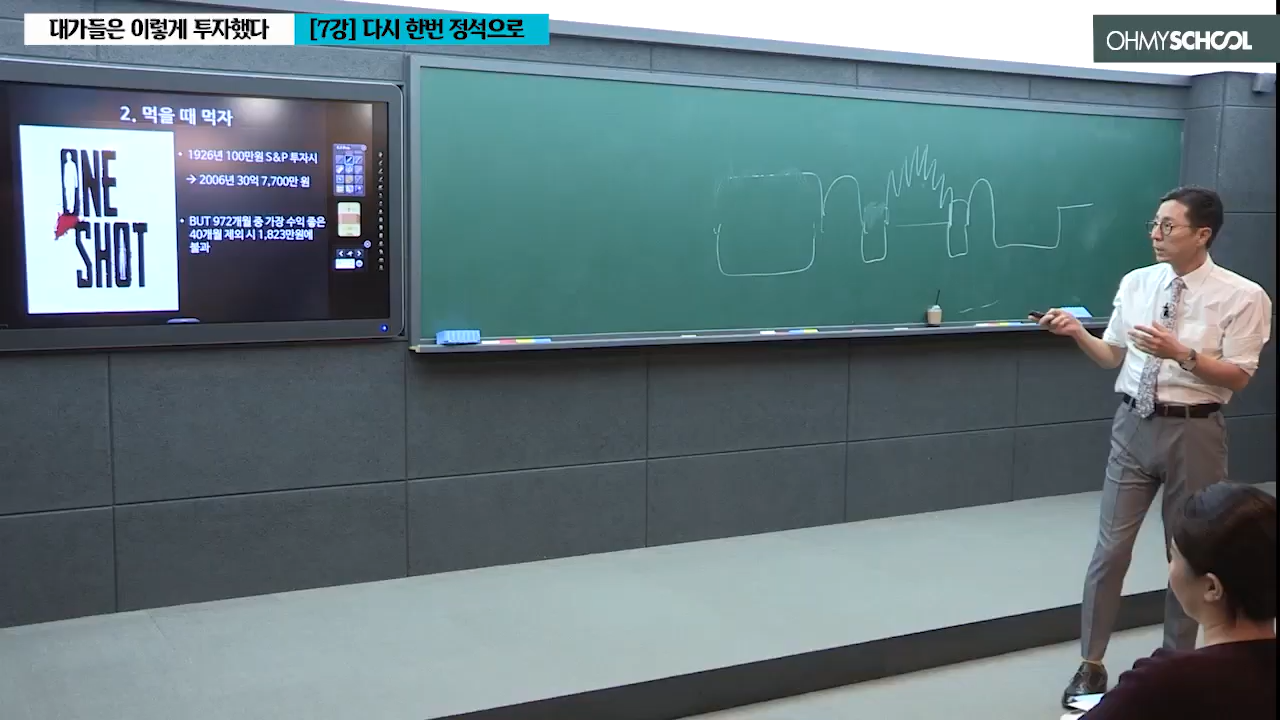 대가들은 이렇게 투자했다
[7강] 다시 한번 정석으로
OHMYSCHOOL
2. 먹을 때 먹자
ONE
SHOT
• 1926년 100만원 S&P 투자시
→ 2006년 30억 7,700만 원
• BUT 972개월 중 가장 수익 좋은
40개월 제외 시 1,823만원에
불과